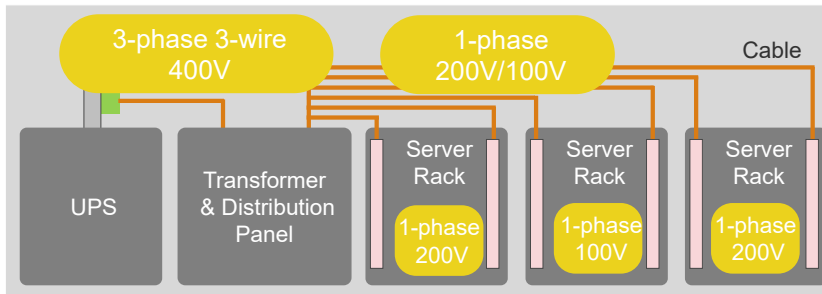 3-phase 3-wire
400V
1-phase
200V/100V
Cable
UPS
Transformer
& Distribution
Panel
Server
Rack
1-phase
200V
Server
Rack
1-phase
100V
Server
Rack
1-phase
200V